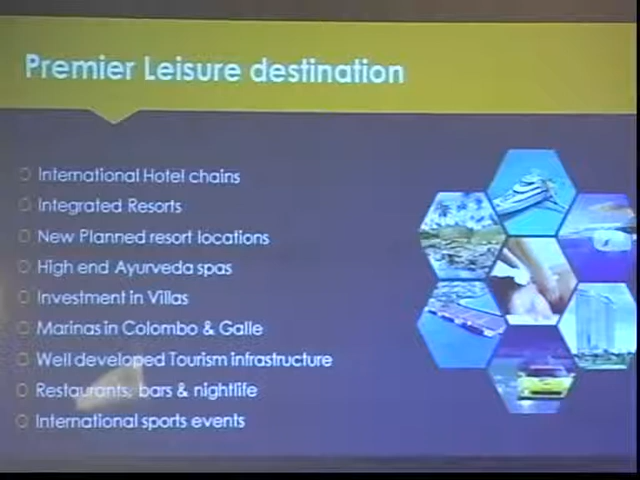 Premier Leisure destination
International Hotel chains
Integrated Resorts
New Planned resort locations
High end Ayurveda spas
Investment in Villas
Marinas in Colombo & Galle
Well developed Tourism infrastructure
Restaurants, bars & nightlife
International sports events